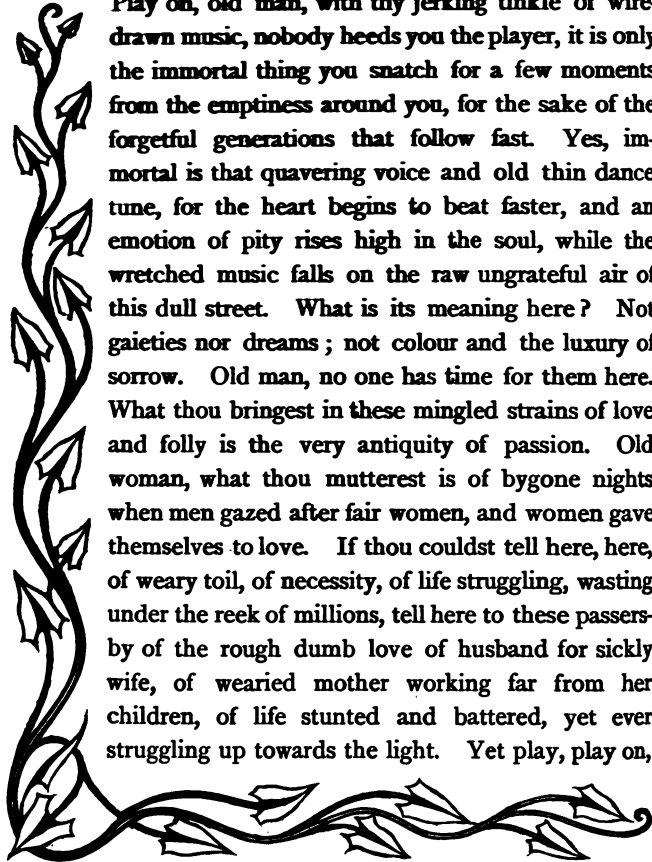 Play on, old man, with thy jerking tinkle of wire-
drawn music, nobody heeds you the player, it is only
the immortal thing you snatch for a few moments
from the emptiness around you, for the sake of the
forgetful generations that follow fast. Yes, im-
mortal is that quavering voice and old thin dance
tune, for the heart begins to beat faster, and an
emotion of pity rises high in the soul, while the
wretched music falls on the raw ungrateful air of
this dull street. What is its meaning here? Not
gaieties nor dreams; not colour and the luxury of
sorrow. Old man, no one has time for them here.
What thou bringest in these mingled strains of love
and folly is the very antiquity of passion. Old
woman, what thou mutterest is of bygone nights
when men gazed after fair women, and women gave
themselves to love. If thou couldst tell here, here,
of weary toil, of necessity, of life struggling, wasting
under the reek of millions, tell here to these passers-
by of the rough dumb love of husband for sickly
wife, of wearied mother working far from her
children, of life stunted and battered, yet ever
struggling up towards the light. Yet play, play on,